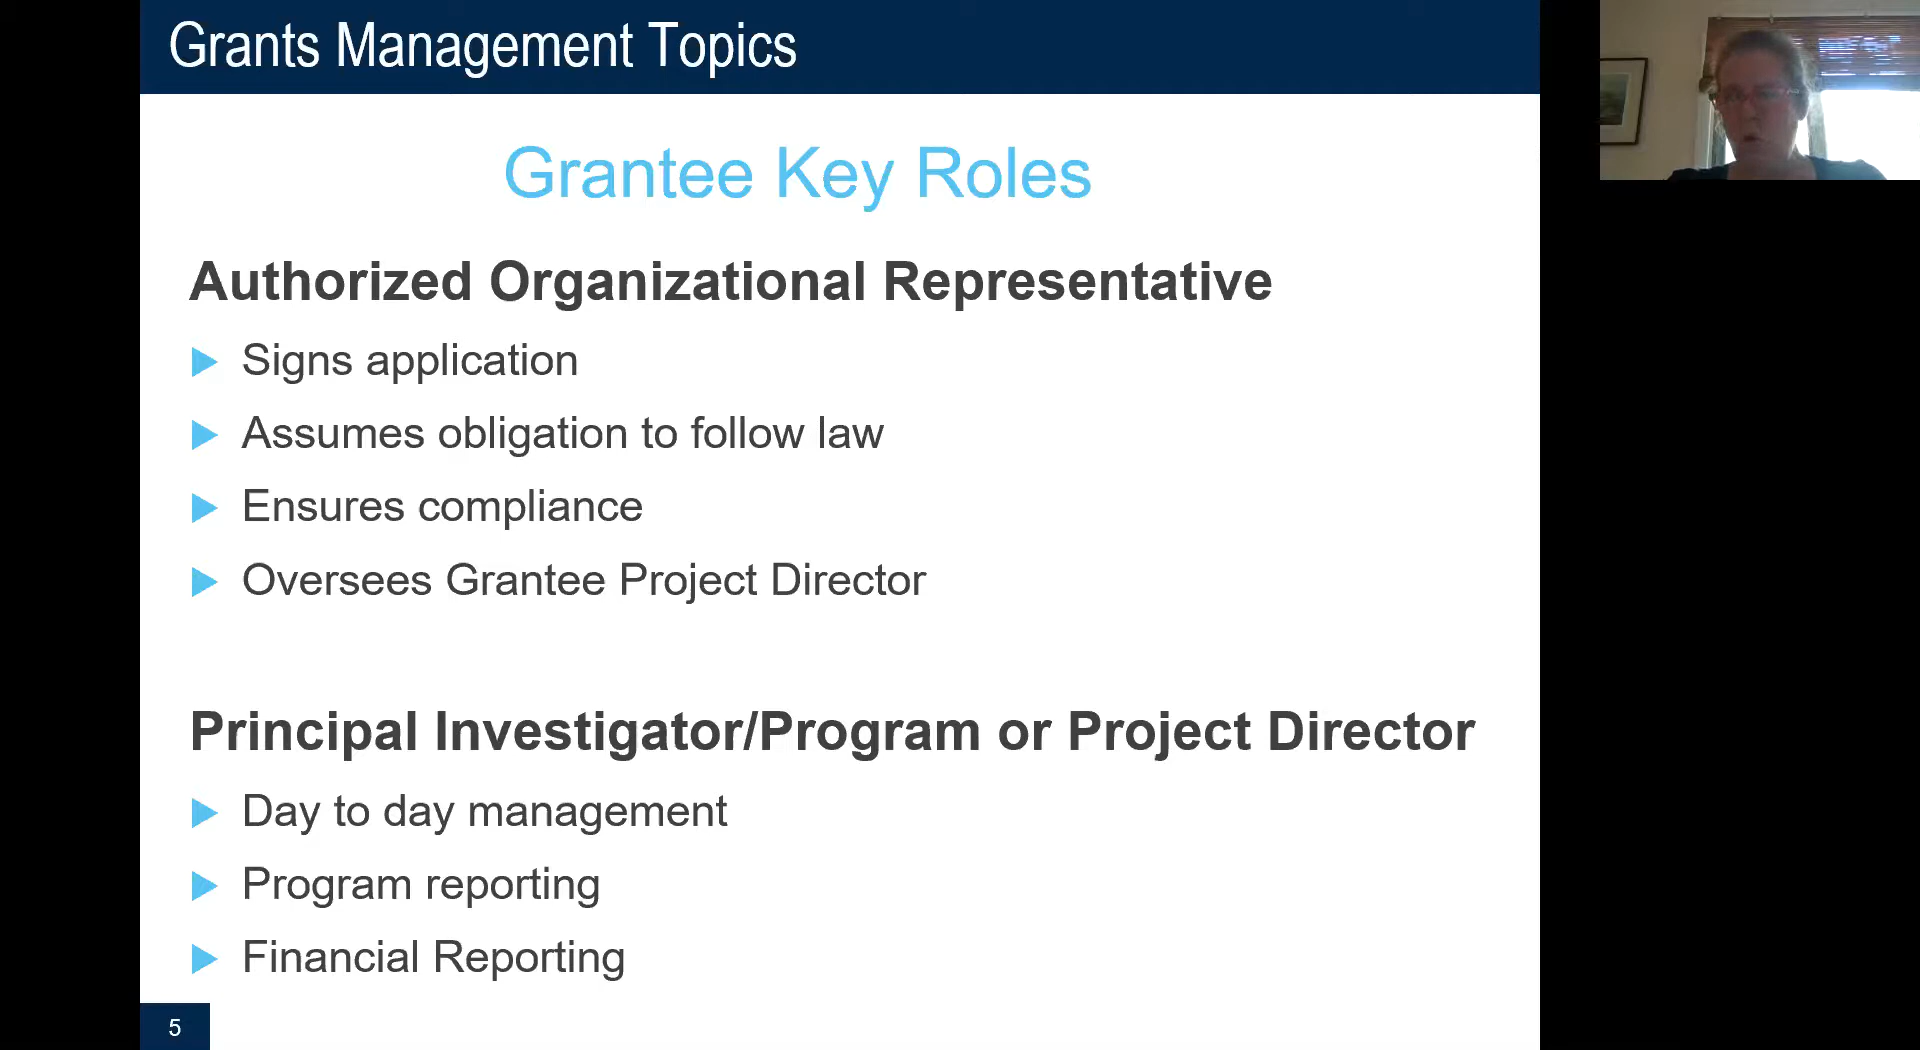 Grants Management Topics
Grantee Key Roles
Authorized Organizational Representative
Signs application
Assumes obligation to follow law
Ensures compliance
Oversees Grantee Project Director
Principal Investigator/Program or Project Director
Day to day management
Program reporting
Financial Reporting
5